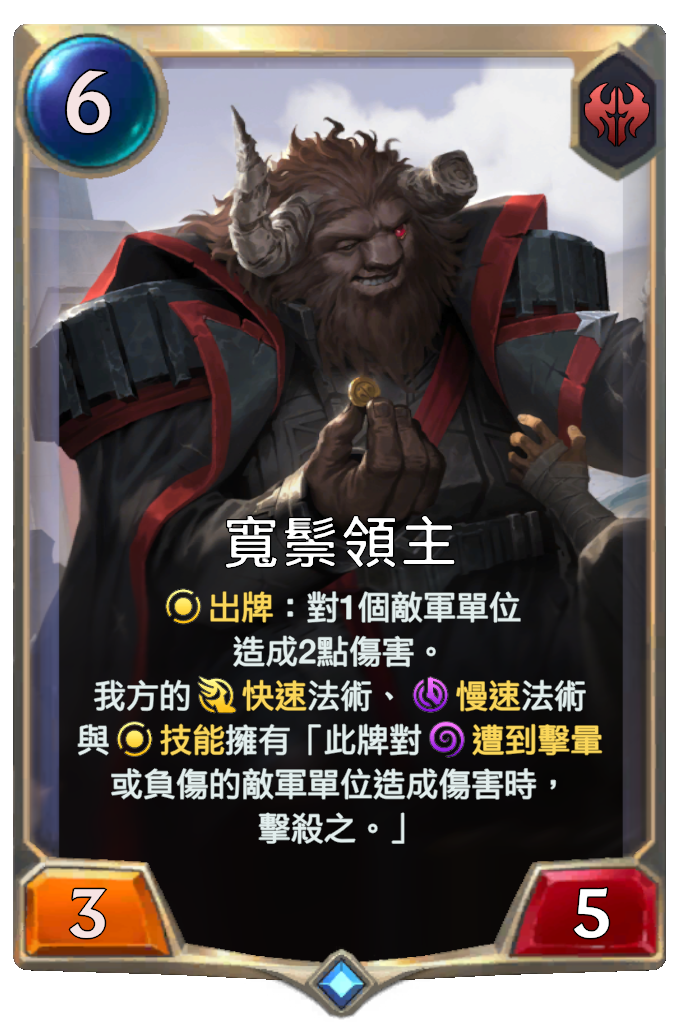 6
寬鬃領主
出牌：對1個敵軍單位
造成2點傷害。
我方的快速法術、慢速法術
與技能擁有「此牌對遭到擊暈
或負傷的敵軍單位造成傷害時，
擊殺之。」
3
5